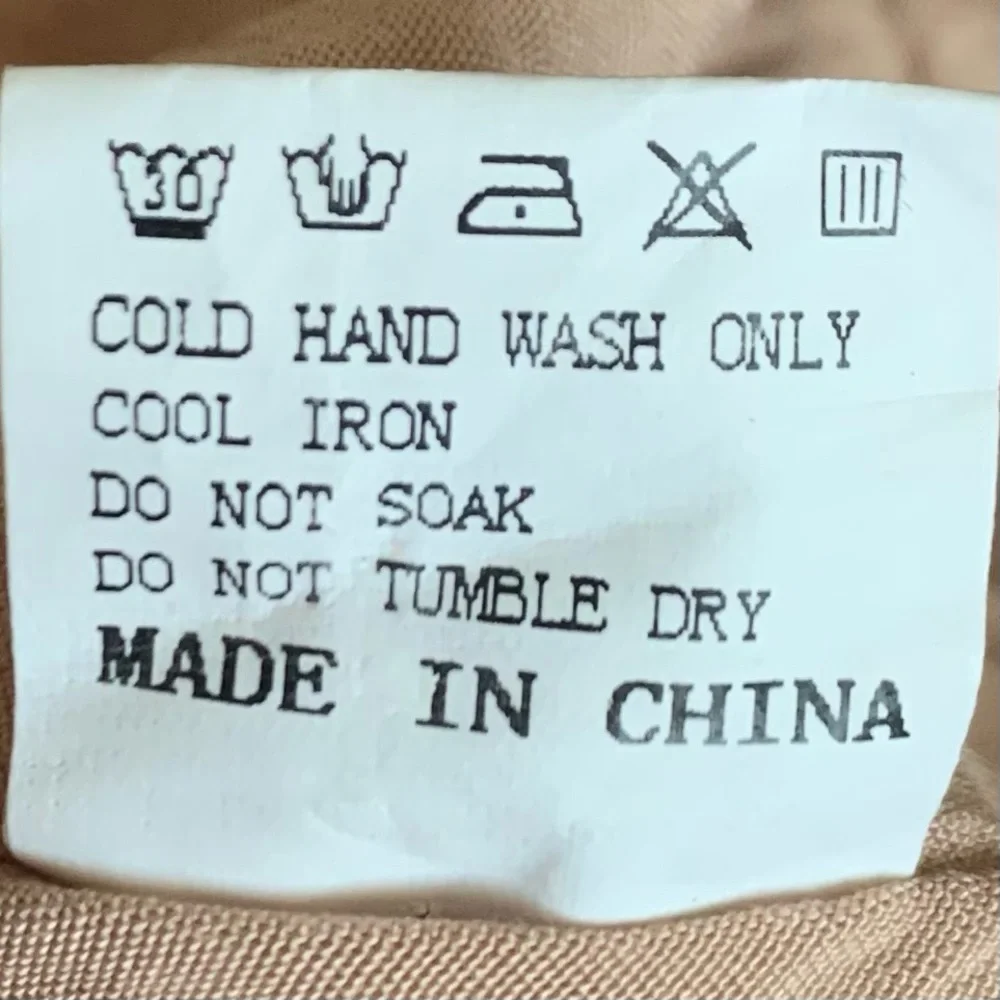 30
COLD HAND WASH ONLY
COOL IRON
DO NOT SOAK
DO NOT TUMBLE DRY
MADE IN CHINA